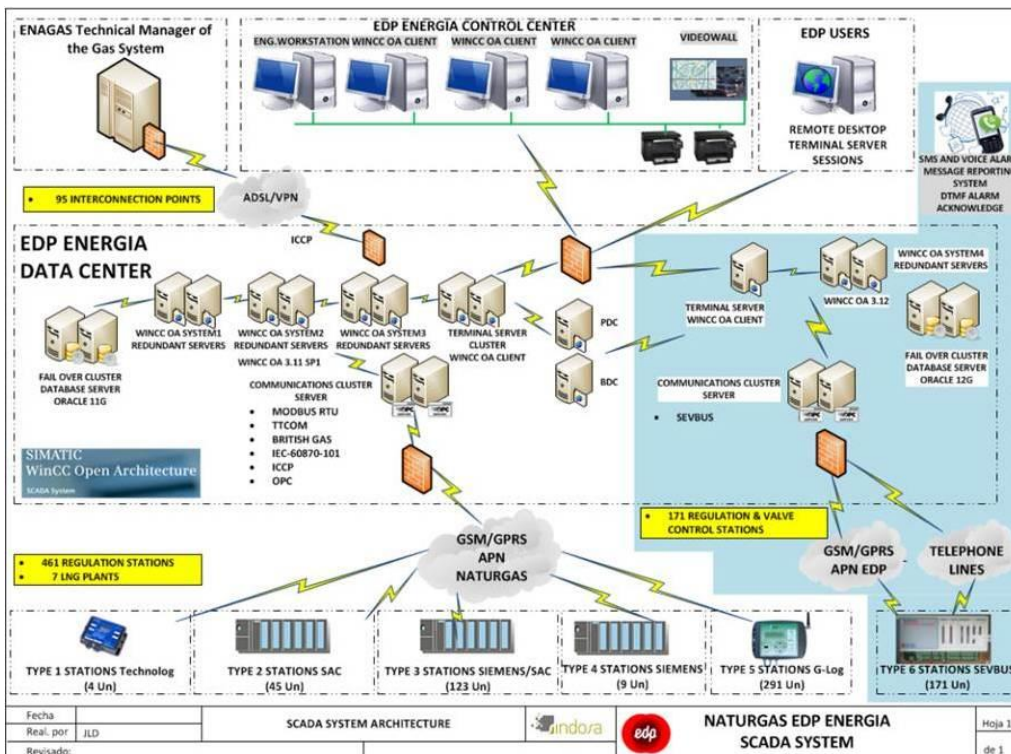 ENAGAS Technical Manager of
the Gas System
EDP ENERGIA CONTROL CENTER
ENG.WORKSTATION
WINCC OA CLIENT
WINCC OA CLIENT
WINCC OA CLIENT
VIDEOWALL
EDP USERS
REMOTE DESKTOP
TERMINAL SERVER
SESSIONS
SMS AND VOICE ALAR
MESSAGE REPORTING
SYSTEM
DTMF ALARM
ACKNOWLEDGE
• 95 INTERCONNECTION POINTS
ADSL/VPN
ICCP
EDP ENERGIA
DATA CENTER
WINCC OA SYSTEM1
REDUNDANT SERVERS
WINCC OA SYSTEM2
REDUNDANT SERVERS
WINCC OA 3.11 SP1
WINCC OA SYSTEM3
REDUNDANT SERVERS
TERMINAL SERVER
CLUSTER
WINCC OA CLIENT
PDC
BDC
TERMINAL SERVER
WINCC OA CLIENT
WINCC OA SYSTEM4
REDUNDANT SERVERS
WINCC OA 3.12
FAIL OVER CLUSTER
DATABASE SERVER
ORACLE 11G
FAIL OVER CLUSTER
DATABASE SERVER
ORACLE 12G
COMMUNICATIONS CLUSTER
SERVER
• MODBUS RTU
• TTCOM
• BRITISH GAS
• IEC-60870-101
• ICCP
• OPC
COMMUNICATIONS CLUSTER
SERVER
• SEVBUS
SIMATIC
WinCC Open Architecture
SCADA System
• 171 REGULATION & VALVE
CONTROL STATIONS
• 461 REGULATION STATIONS
• 7 LNG PLANTS
GSM/GPRS
APN
NATURGAS
GSM/GPRS
APN EDP
TELEPHONE
LINES
TYPE 1 STATIONS Technolog
(4 Un)
TYPE 2 STATIONS SAC
(45 Un)
TYPE 3 STATIONS SIEMENS/SAC
(123 Un)
TYPE 4 STATIONS SIEMENS
(9 Un)
TYPE 5 STATIONS G-Log
(291 Un)
TYPE 6 STATIONS SEVBUS
(171 Un)
Fecha
Real. por JLD
Revisado:
SCADA SYSTEM ARCHITECTURE
indosa
edp
NATURGAS EDP ENERGIA
SCADA SYSTEM
Hoja 1
de 1